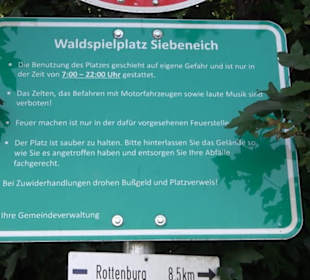 Waldspielplatz Siebeneich
• Die Benutzung des Platzes geschieht auf eigene Gefahr und ist nur in
der Zeit von 7:00 – 22:00 Uhr gestattet.
• Das Zelten, das Befahren mit Motorfahrzeugen sowie laute Musik sind
verboten!
• Feuer machen ist nur in der dafür vorgesehenen Feuerstelle
• Der Platz ist sauber zu halten. Bitte hinterlassen Sie das Gelände so,
wie Sie es angetroffen haben und entsorgen Sie Ihre Abfälle
fachgerecht.
Bei Zuwiderhandlungen drohen Bußgeld und Platzverweis!
Ihre Gemeindeverwaltung
Rottenburg 8,5 km